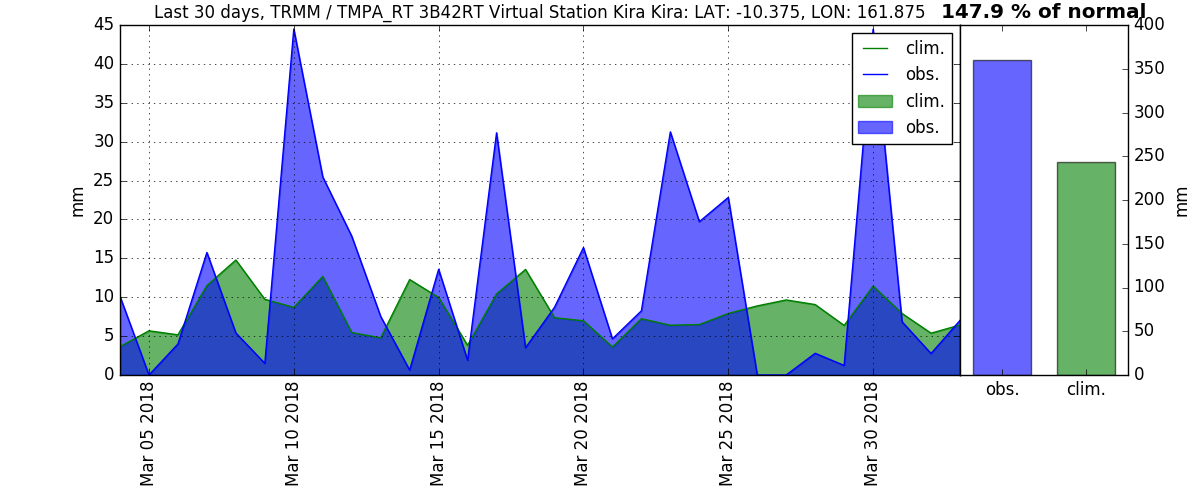 Last 30 days, TRMM / TMPA_RT 3B42RT Virtual Station Kira Kira: LAT: -10.375, LON: 161.875 147.9 % of normal
45
40
35
30
25
20
15
10
5
0
mm
clim.
obs.
clim.
obs.
Mar 05 2018
Mar 10 2018
Mar 15 2018
Mar 20 2018
Mar 25 2018
Mar 30 2018
400
350
300
250
200
150
100
50
0
mm
obs. clim.